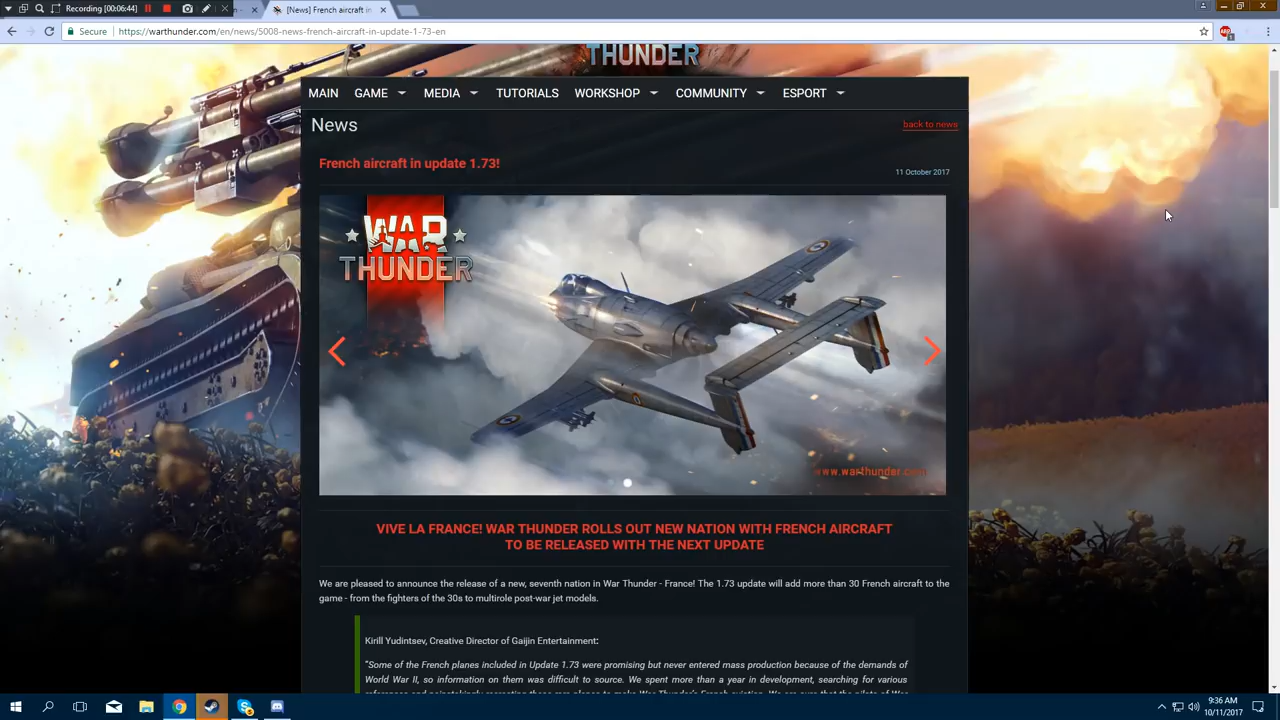 Recording [00:06:44]
[News] French aircraft in
Secure
https://warthunder.com/en/news/5008-news-french-aircraft-in-update-1-73-en
THUNDER
MAIN GAME MEDIA TUTORIALS WORKSHOP COMMUNITY ESPORT
News
back to news
French aircraft in update 1.73!
11 October 2017
WAR
THUNDER
www.warthunder.com
VIVE LA FRANCE! WAR THUNDER ROLLS OUT NEW NATION WITH FRENCH AIRCRAFT
TO BE RELEASED WITH THE NEXT UPDATE
We are pleased to announce the release of a new, seventh nation in War Thunder - France! The 1.73 update will add more than 30 French aircraft to the
game - from the fighters of the 30s to multirole post-war jet models.
Kirill Yudintsev, Creative Director of Gaijin Entertainment:
"Some of the French planes included in Update 1.73 were promising but never entered mass production because of the demands of
World War II, so information on them was difficult to source. We spent more than a year in development, searching for various
9:36 AM
10/11/2017